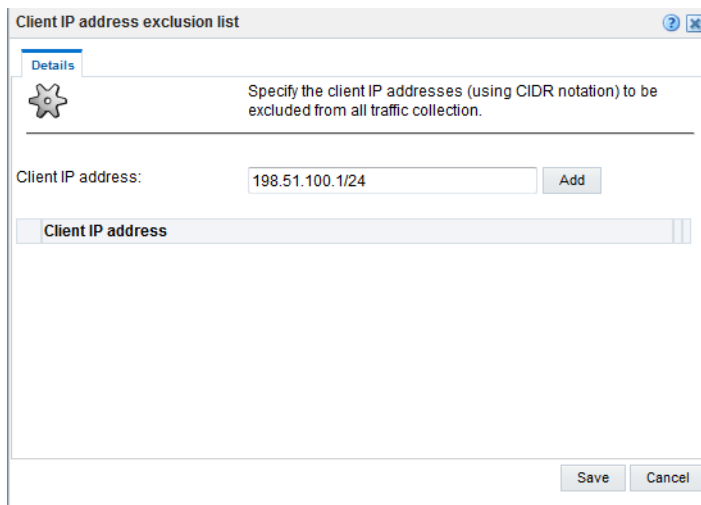 Client IP address exclusion list
Details
Specify the client IP addresses (using CIDR notation) to be
excluded from all traffic collection.
Client IP address:
198.51.100.1/24
Add
Client IP address
Save
Cancel